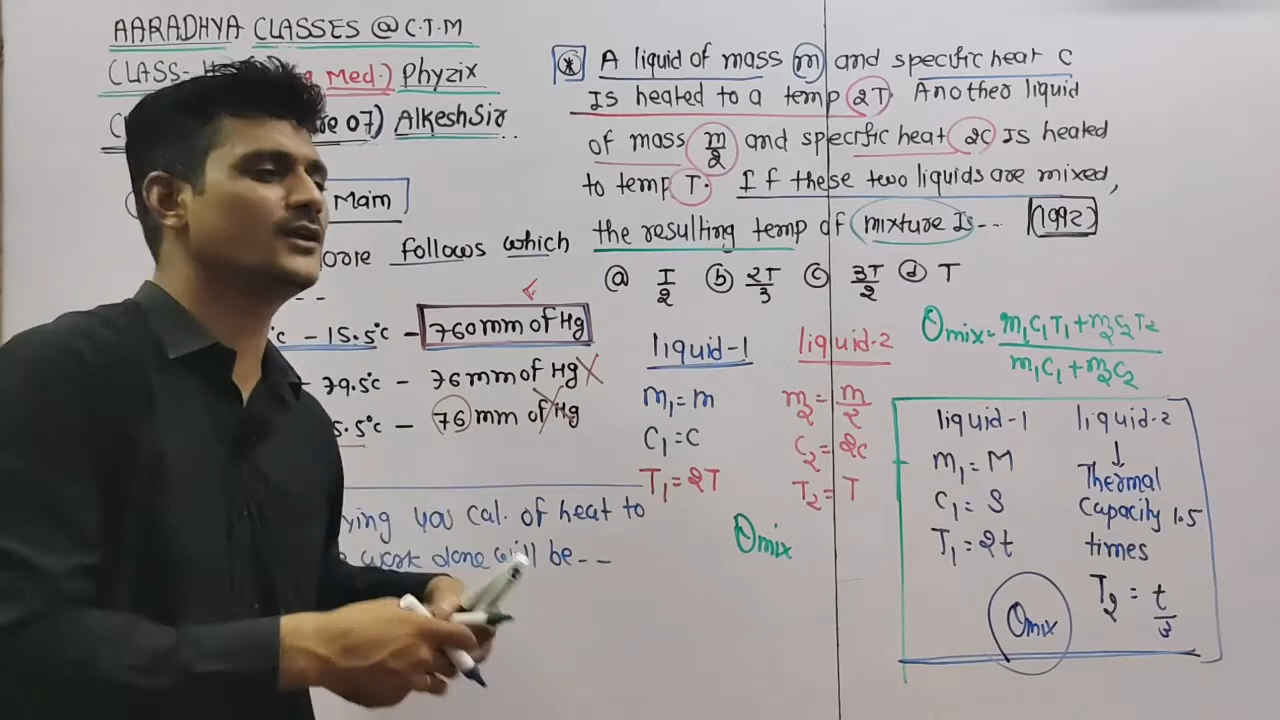 AARADHYA CLASSES @ C.T.M
CLASS- Med.) Phyzix
07) Alkesh Sir
Mam
follows which
- - -
°c - 15.5°c - 760 mm of Hg
- 79.5°c - 76 mm of Hg
5.5°c - 76 mm of Hg
you cal. of heat to
work done will be - -
* A liquid of mass m and specific heat C
Is heated to a temp 2T. Another liquid
of mass m/2 and specific heat 2C Is heated
to temp T. If these two liquids are mixed,
the resulting temp of mixture Is - - - (1992)
a T/2 b 2T/3 c 3T/2 d T
liquid-1 liquid-2
m₁ = m m₂ = m/2
C₁ = C C₂ = 2C
T₁ = 2T T₂ = T
θmix
θmix = m₁C₁T₁ + m₂C₂T₂ / m₁C₁ + m₂C₂
liquid-1 liquid-2
m₁ = M ↓
C₁ = S Thermal
T₁ = 2t Capacity 1.5
times
T₂ = t/3
θmix